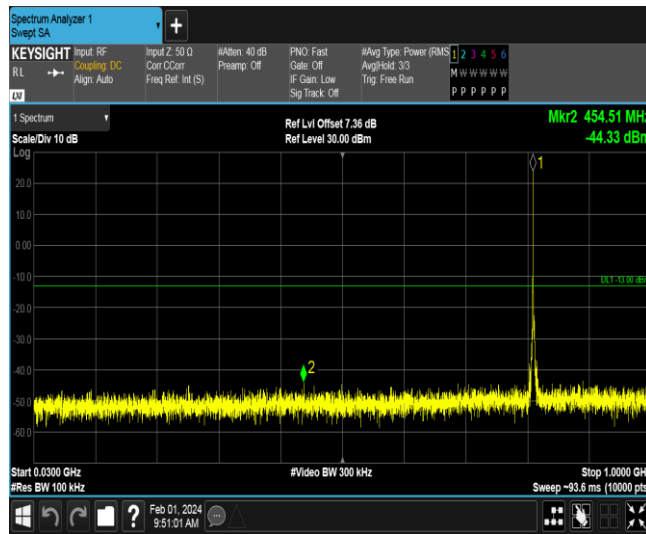 Spectrum Analyzer 1
Swept SA
+
KEYSIGHT
RL
LXI
Input: RF
Coupling: DC
Align: Auto
Input Z: 50 Ω
Corr CCorr
Freq Ref: Int (S)
#Atten: 40 dB
Preamp: Off
PNO: Fast
Gate: Off
IF Gain: Low
Sig Track: Off
#Avg Type: Power (RMS
Avg|Hold: 3/3
Trig: Free Run
1 2 3 4 5 6
M W W W W W
P P P P P P
1 Spectrum
Scale/Div 10 dB
Ref Lvl Offset 7.36 dB
Ref Level 30.00 dBm
Mkr2 454.51 MHz
-44.33 dBm
Log
1
20.0
10.0
0.00
-10.0
DL1 -13.00 dBm
-20.0
-30.0
-40.0
2
-50.0
-60.0
Start 0.0300 GHz
#Res BW 100 kHz
#Video BW 300 kHz
Stop 1.0000 GH
Sweep ~93.6 ms (10000 pts
?
Feb 01, 2024
9:51:01 AM